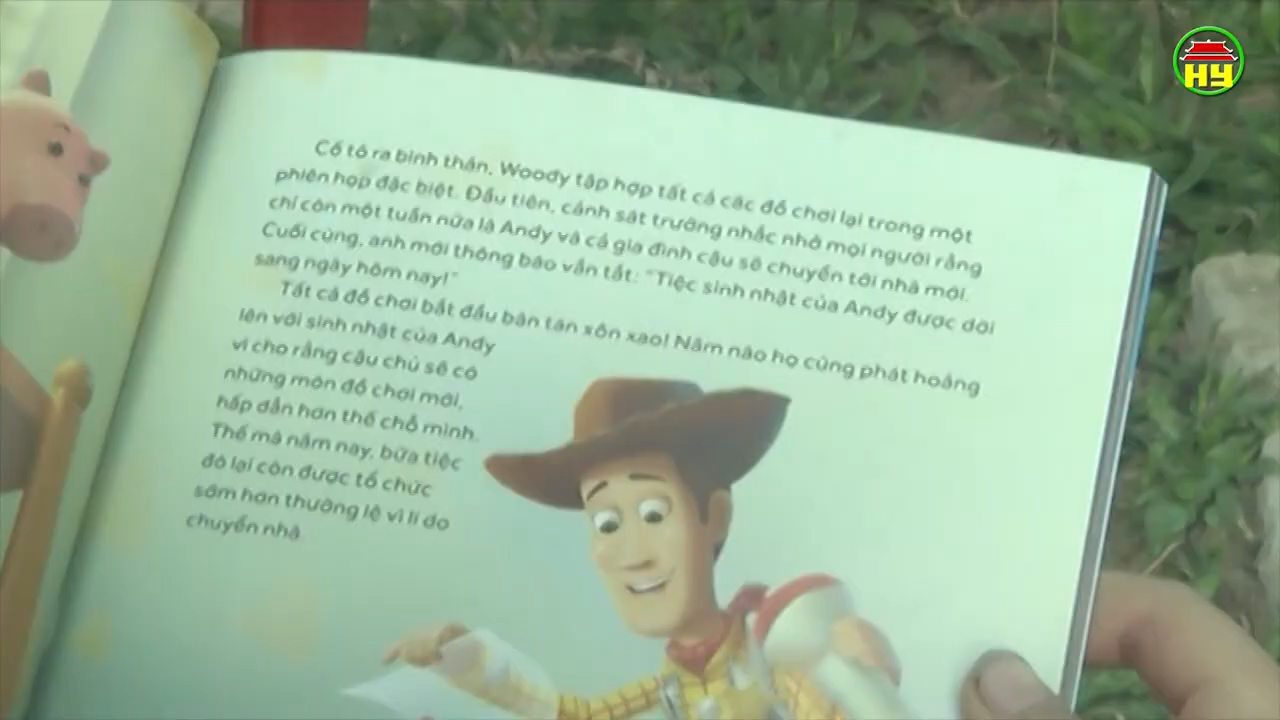 Cố tỏ ra bình thản, Woody tập hợp tất cả các đồ chơi lại trong một
phiên họp đặc biệt. Đầu tiên, cảnh sát trưởng nhắc nhở mọi người rằng
chỉ còn một tuần nữa là Andy và cả gia đình cậu sẽ chuyển tới nhà mới.
Cuối cùng, anh mới thông báo vắn tắt: "Tiệc sinh nhật của Andy được dời
sang ngày hôm nay!"
Tất cả đồ chơi bắt đầu bàn tán xôn xao! Năm nào họ cũng phát hoảng
lên với sinh nhật của Andy
vì cho rằng cậu chủ sẽ có
những món đồ chơi mới,
hấp dẫn hơn thế chỗ mình.
Thế mà năm nay, bữa tiệc
đó lại còn được tổ chức
sớm hơn thường lệ vì lí do
chuyển nhà.
HY